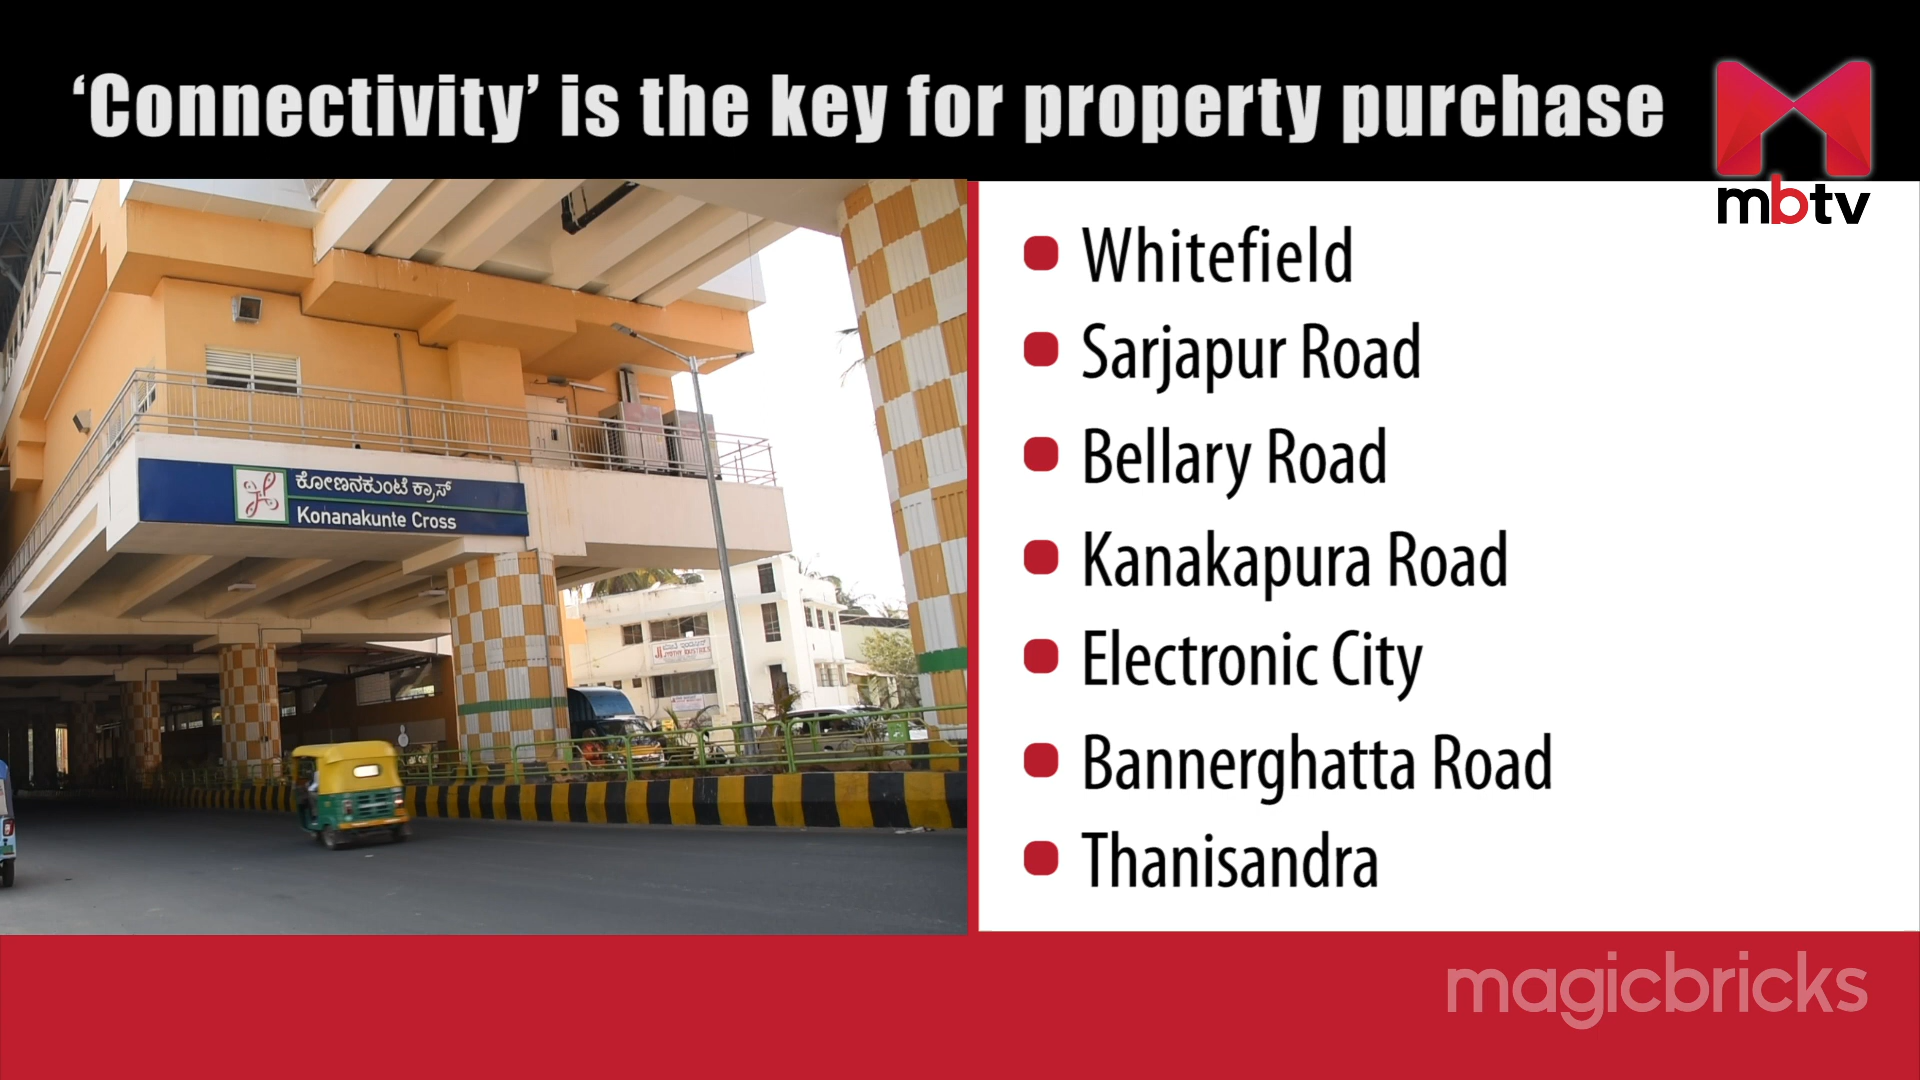 ‘Connectivity’ is the key for property purchase
mbtv
ಕೋಣನಕುಂಟೆ ಕ್ರಾಸ್
Konanakunte Cross
Whitefield
Sarjapur Road
Bellary Road
Kanakapura Road
Electronic City
Bannerghatta Road
Thanisandra
magicbricks